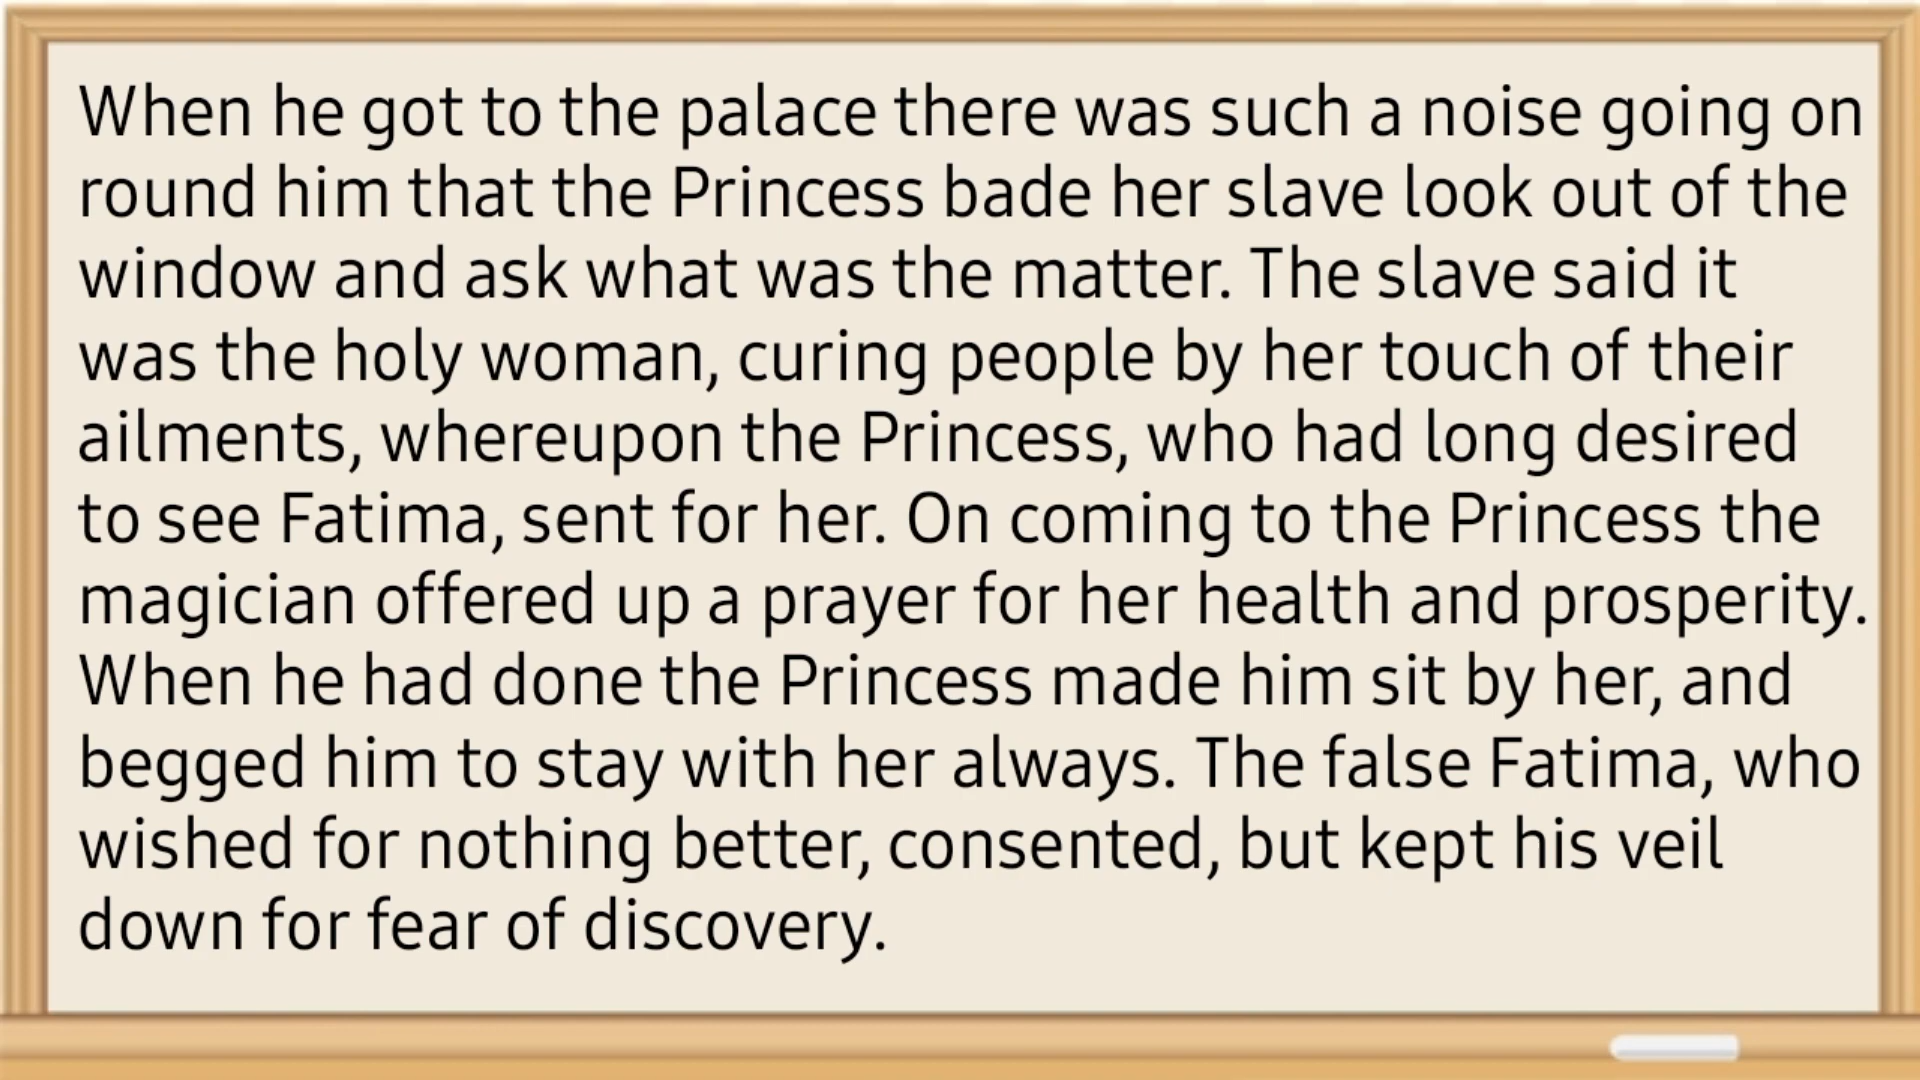 When he got to the palace there was such a noise going on
round him that the Princess bade her slave look out of the
window and ask what was the matter. The slave said it
was the holy woman, curing people by her touch of their
ailments, whereupon the Princess, who had long desired
to see Fatima, sent for her. On coming to the Princess the
magician offered up a prayer for her health and prosperity.
When he had done the Princess made him sit by her, and
begged him to stay with her always. The false Fatima, who
wished for nothing better, consented, but kept his veil
down for fear of discovery.